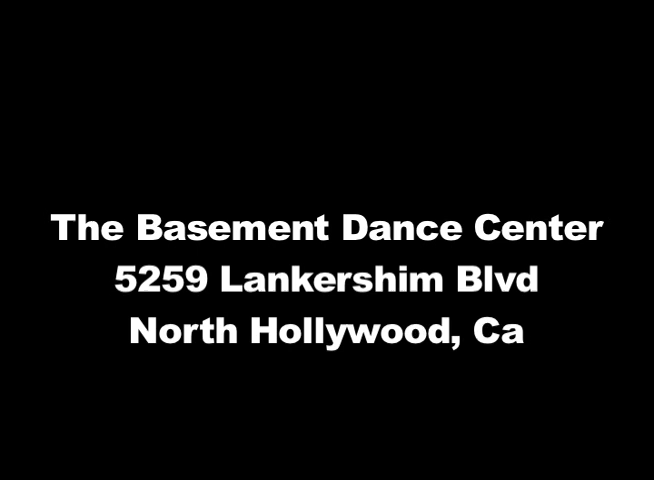 The Basement Dance Center
5259 Lankershim Blvd
North Hollywood, Ca